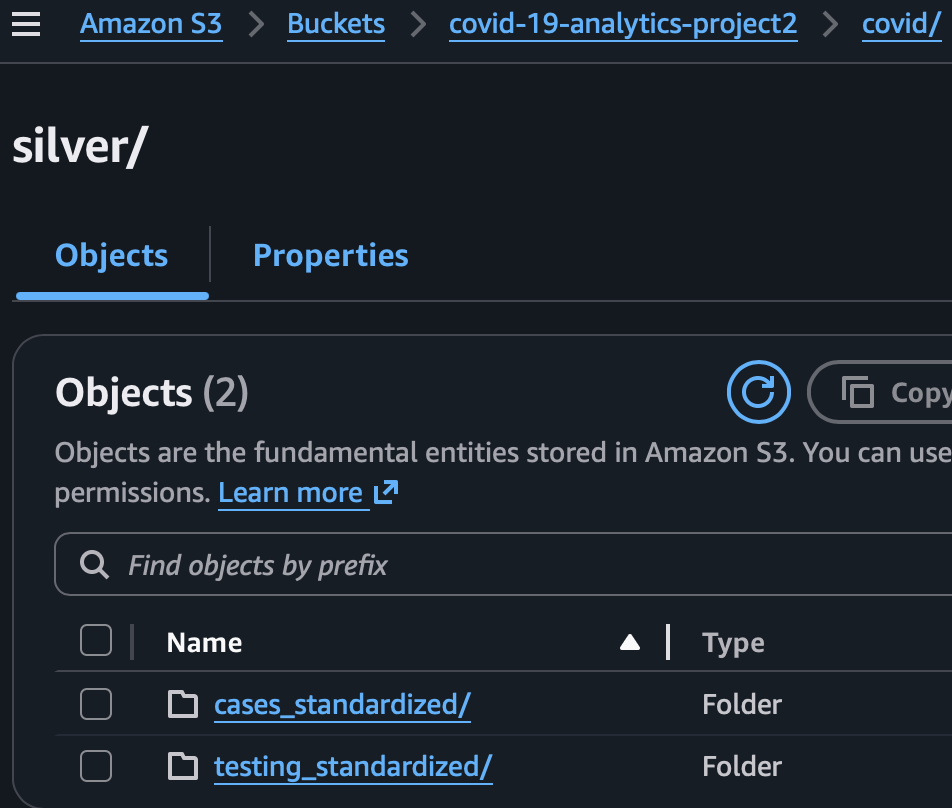 Amazon S3 Buckets covid-19-analytics-project2 covid/
silver/
Objects Properties
Objects (2)
Copy
Objects are the fundamental entities stored in Amazon S3. You can use
permissions. Learn more
Find objects by prefix
Name Type
cases_standardized/ Folder
testing_standardized/ Folder